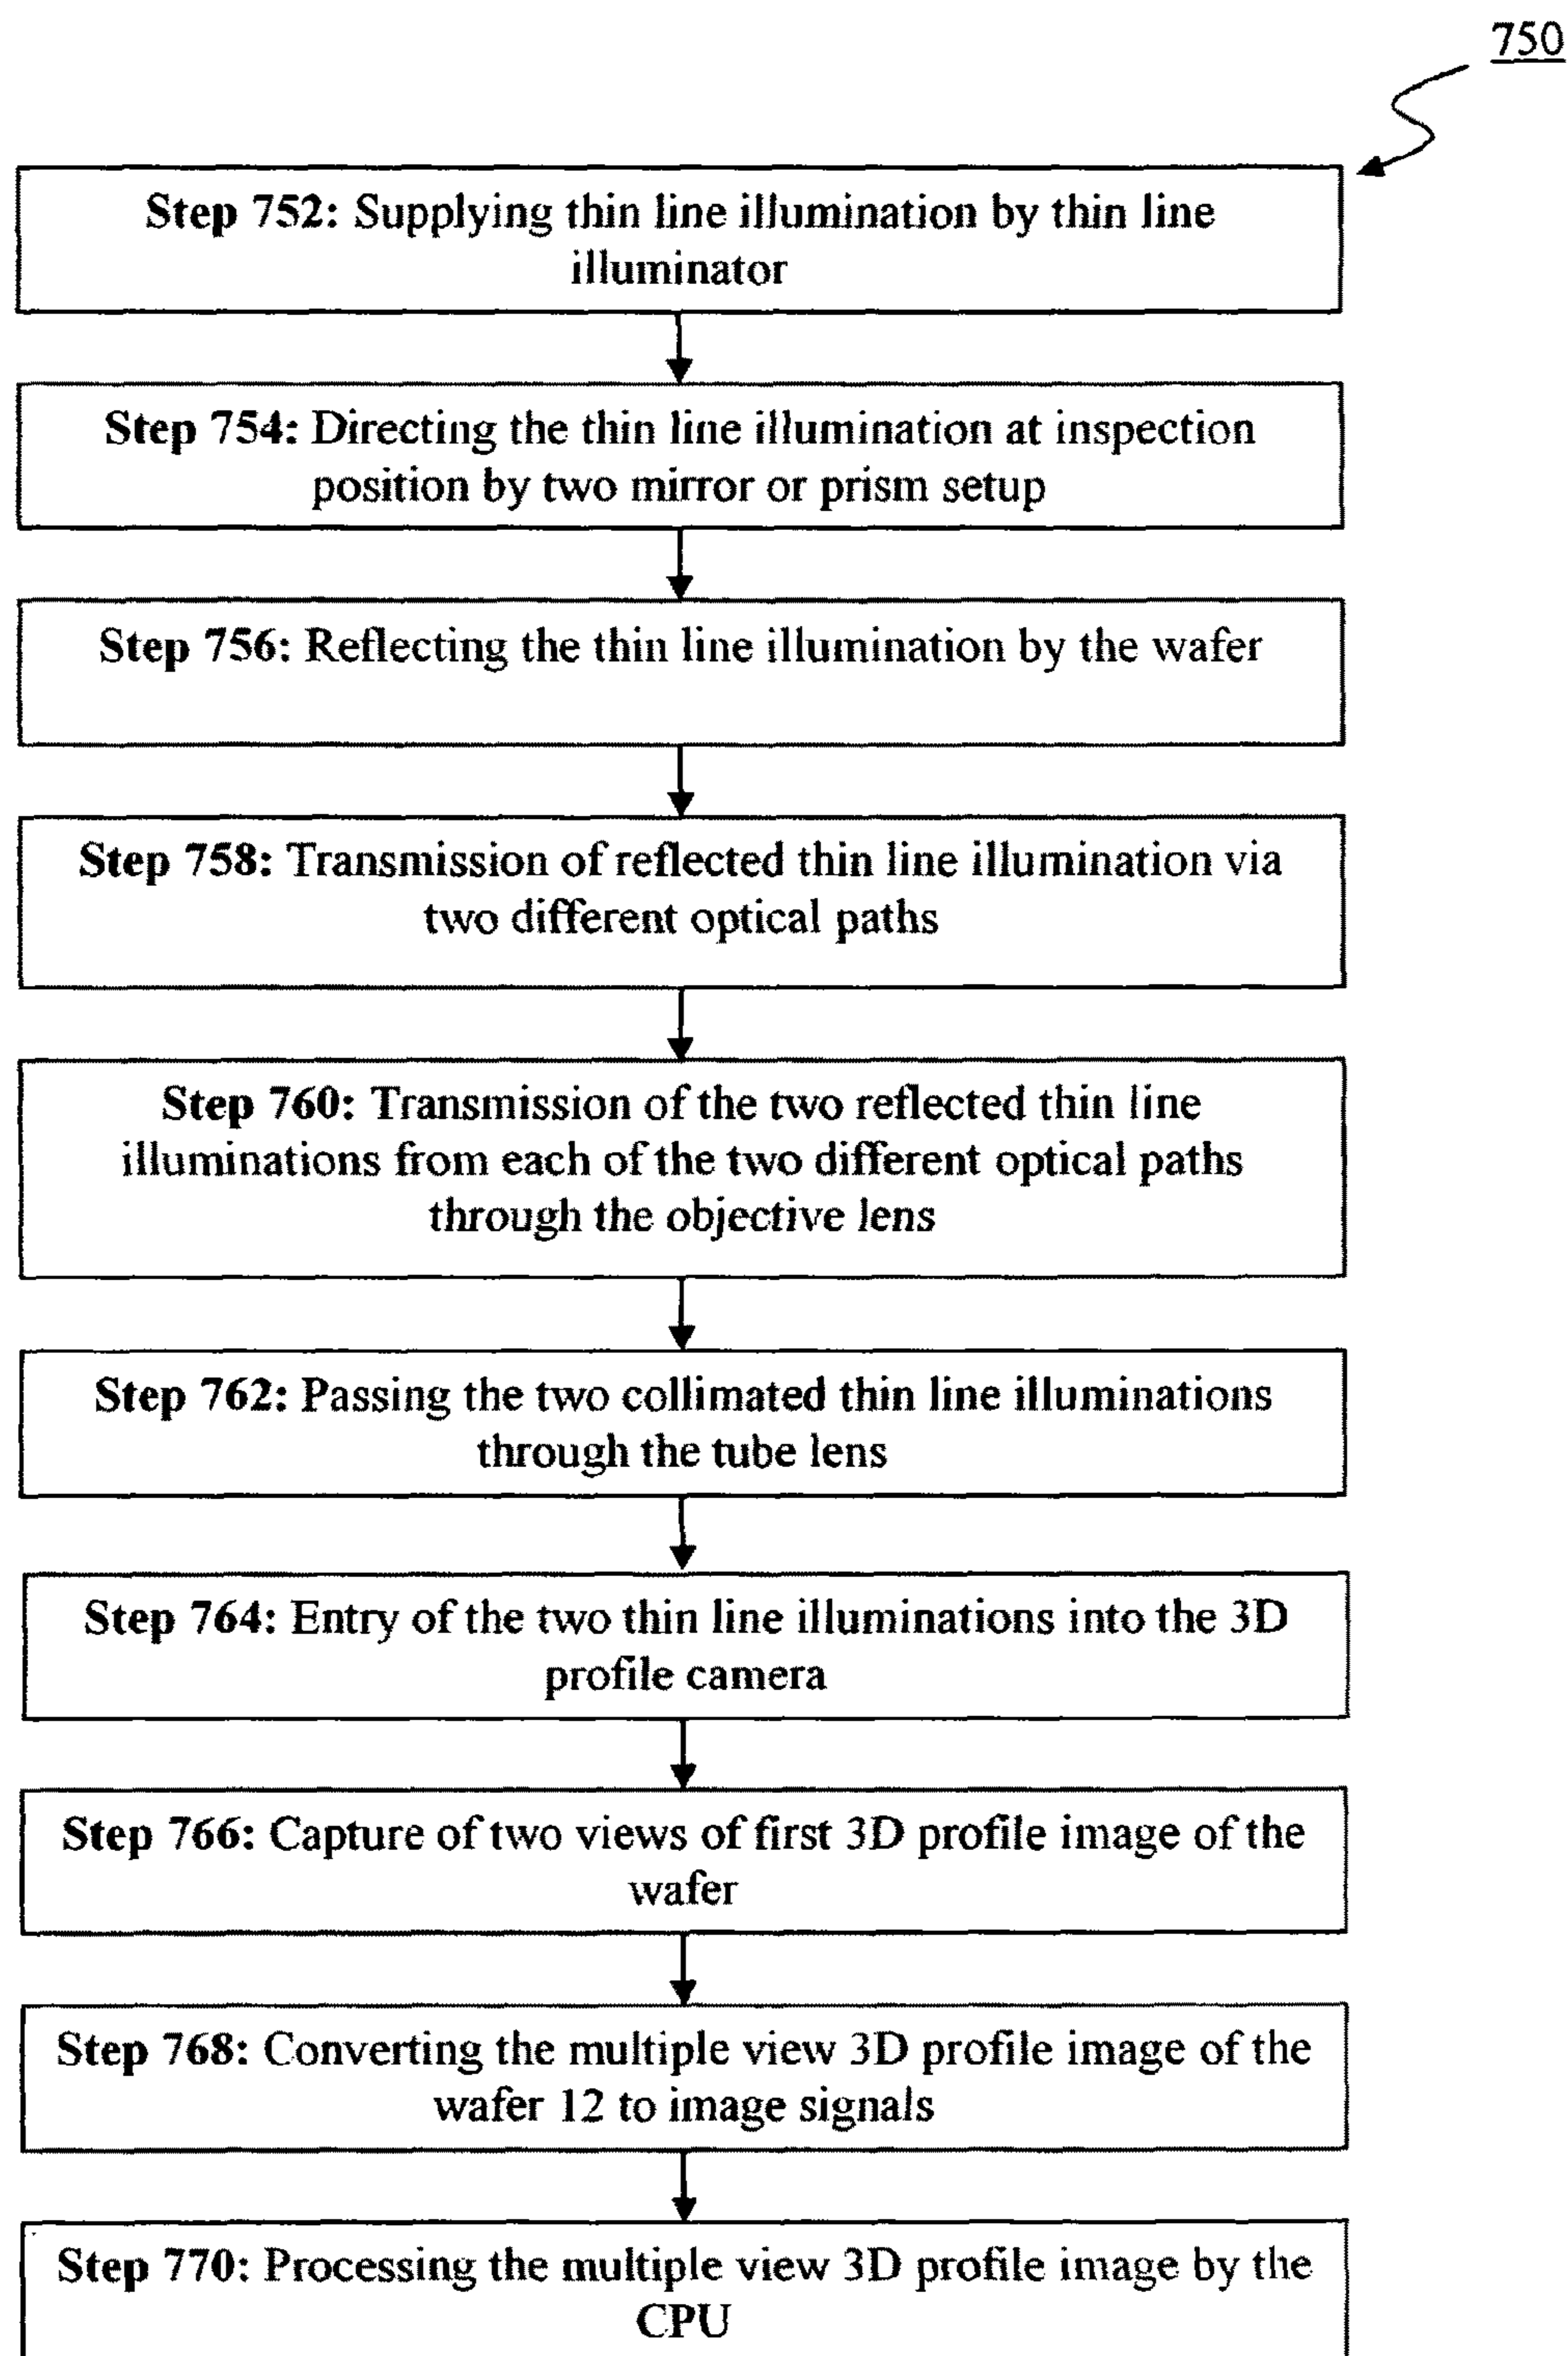 750
Step 752: Supplying thin line illumination by thin line
illuminator
Step 754: Directing the thin line illumination at inspection
position by two mirror or prism setup
Step 756: Reflecting the thin line illumination by the wafer
Step 758: Transmission of reflected thin line illumination via
two different optical paths
Step 760: Transmission of the two reflected thin line
illuminations from each of the two different optical paths
through the objective lens
Step 762: Passing the two collimated thin line illuminations
through the tube lens
Step 764: Entry of the two thin line illuminations into the 3D
profile camera
Step 766: Capture of two views of first 3D profile image of the
wafer
Step 768: Converting the multiple view 3D profile image of the
wafer 12 to image signals
Step 770: Processing the multiple view 3D profile image by the
CPU